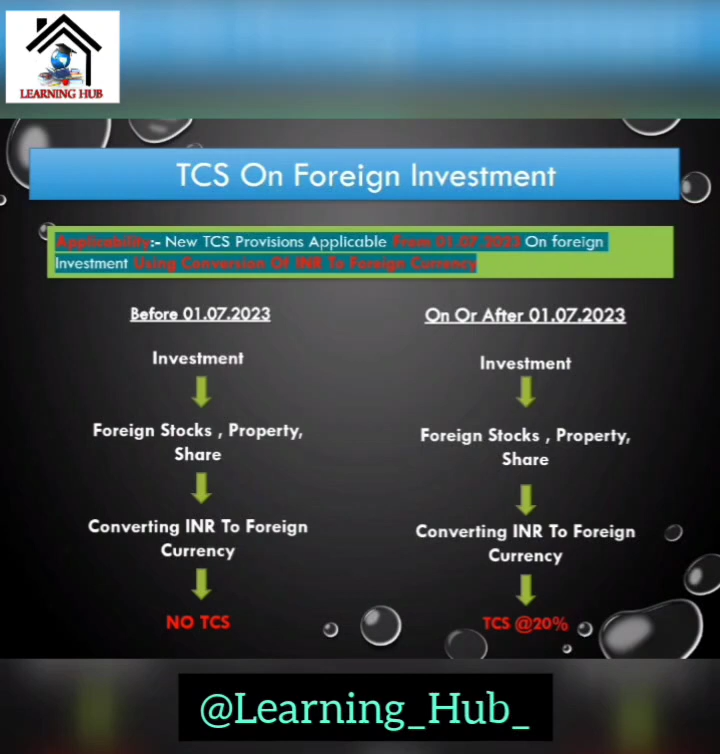 LEARNING HUB
TCS On Foreign Investment
Applicability:- New TCS Provisions Applicable From 01.07.2023 On foreign
Investment Using Conversion Of INR To Foreign Currency
Before 01.07.2023
Investment
Foreign Stocks , Property,
Share
Converting INR To Foreign
Currency
NO TCS
On Or After 01.07.2023
Investment
Foreign Stocks , Property,
Share
Converting INR To Foreign
Currency
TCS @20%
@Learning_Hub_